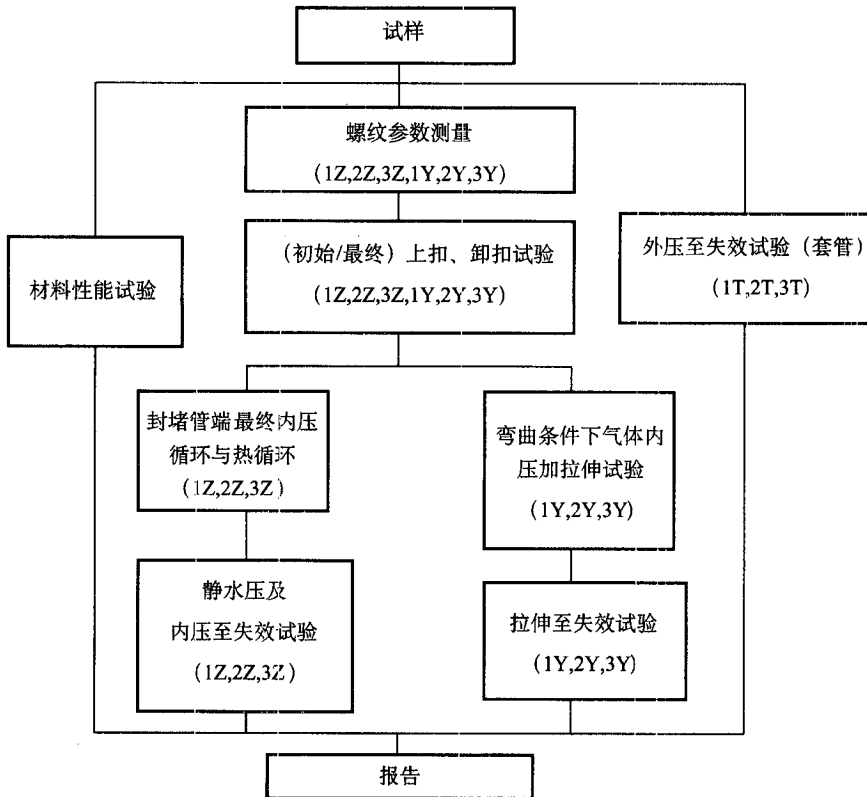 试样
螺纹参数测量
(1Z,2Z,3Z,1Y,2Y,3Y)
(初始/最终）上扣、卸扣试验
(1Z,2Z,3Z,1Y,2Y,3Y)
材料性能试验
外压至失效试验（套管）
(1T,2T,3T)
封堵管端最终内压
循环与热循环
(1Z,2Z,3Z)
弯曲条件下气体内
压加拉伸试验
(1Y,2Y,3Y)
静水压及
内压至失效试验
(1Z,2Z,3Z)
拉伸至失效试验
(1Y,2Y,3Y)
报告